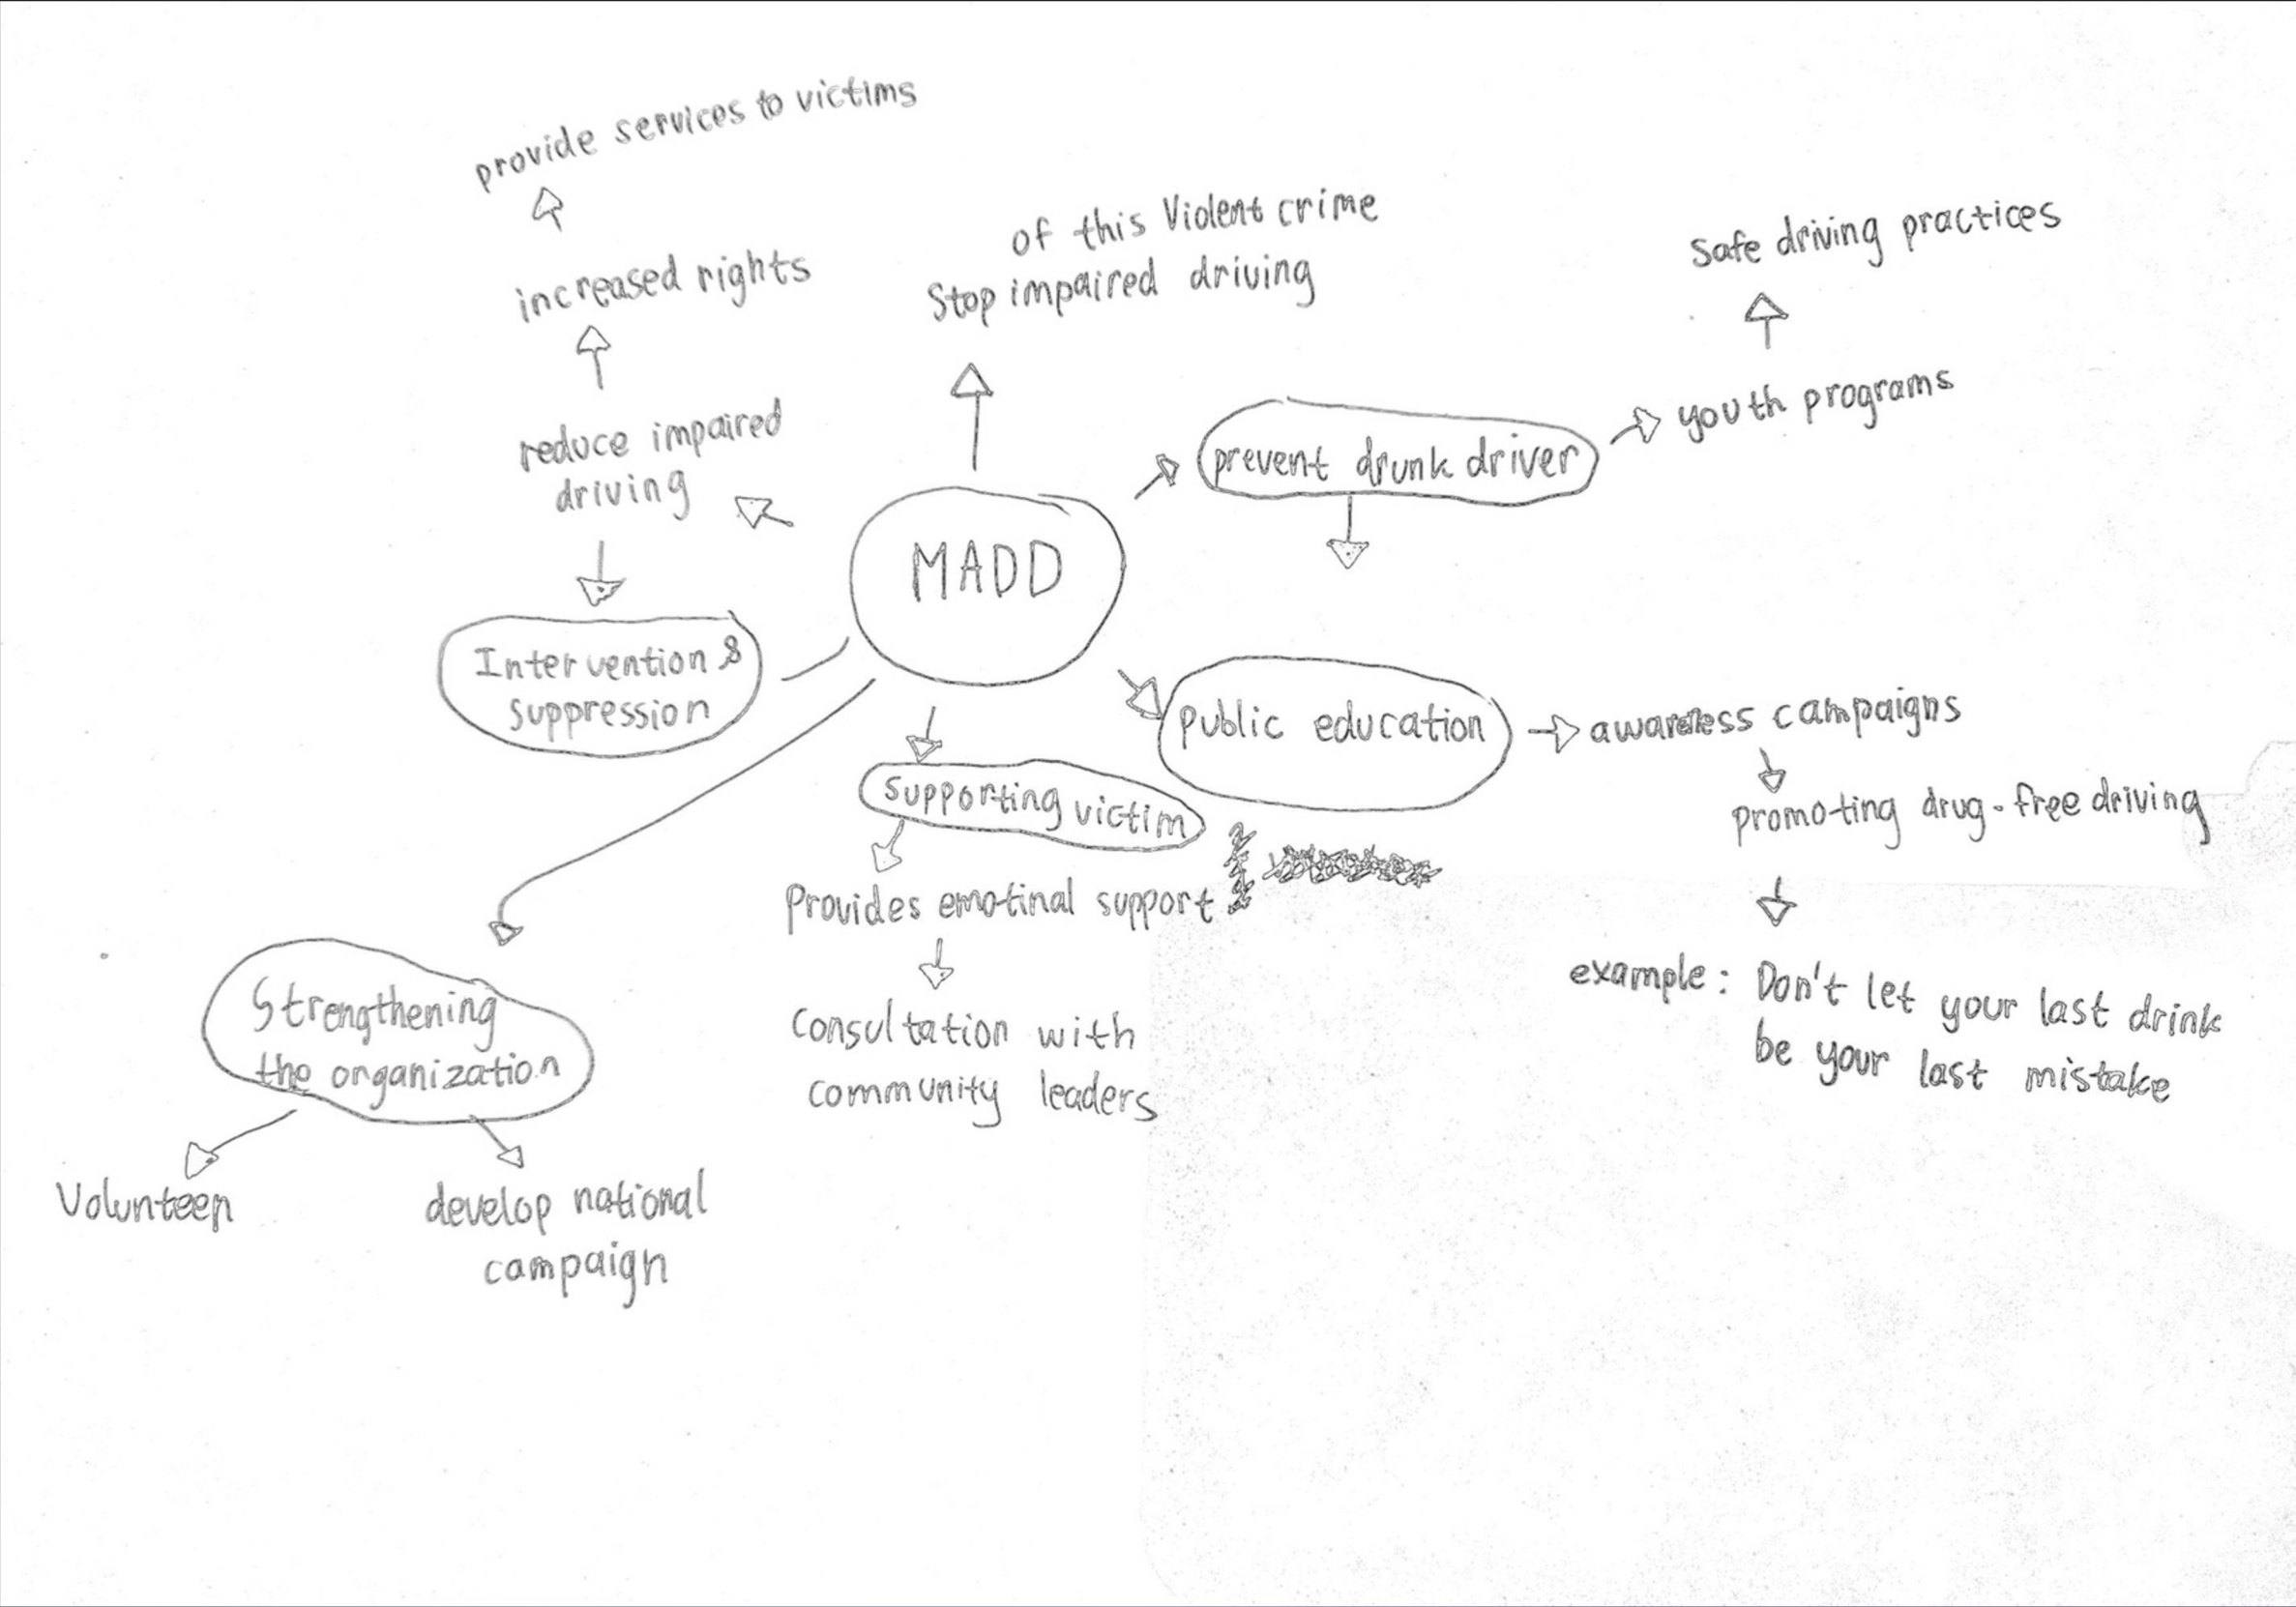 provide services to victims
increased rights
reduce impaired
driving
of this Violent crime
Stop impaired driving
Safe driving practices
youth programs
prevent drunk driver
MADD
Intervention &
suppression
public education
awareness campaigns
promoting drug-free driving
example: Don't let your last drink
be your last mistake
supporting victim
Provides emotinal support
Consultation with
community leaders
Strengthening
the organization
Volunteer
develop national
campaign